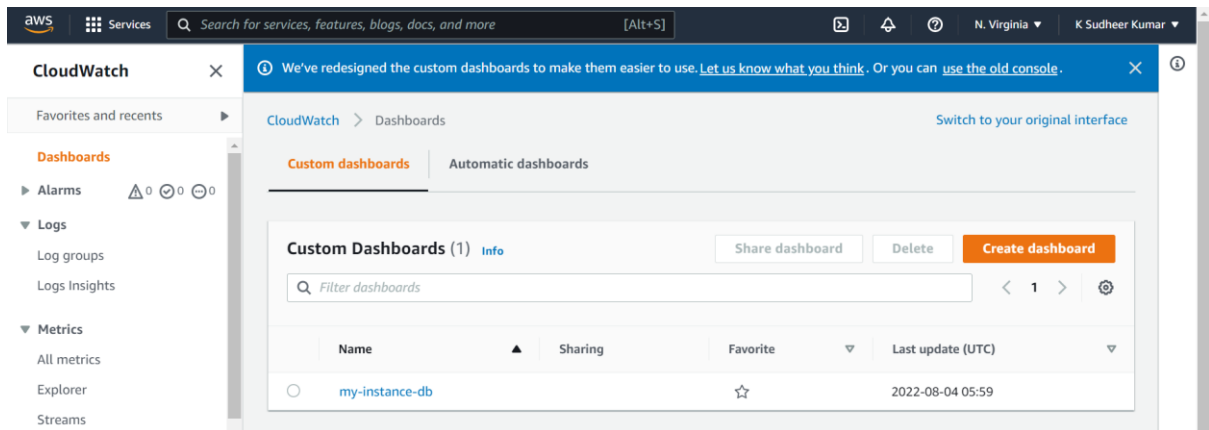 aws Services Search for services, features, blogs, docs, and more [Alt+S] N. Virginia ▼ K Sudheer Kumar ▼
CloudWatch
We've redesigned the custom dashboards to make them easier to use. Let us know what you think. Or you can use the old console.
Favorites and recents
CloudWatch > Dashboards
Switch to your original interface
Dashboards
Alarms 0 0 0
Logs
Log groups
Logs Insights
Metrics
All metrics
Explorer
Streams
Custom dashboards Automatic dashboards
Custom Dashboards (1) Info Share dashboard Delete Create dashboard
Filter dashboards < 1 >
Name Sharing Favorite Last update (UTC)
my-instance-db 2022-08-04 05:59